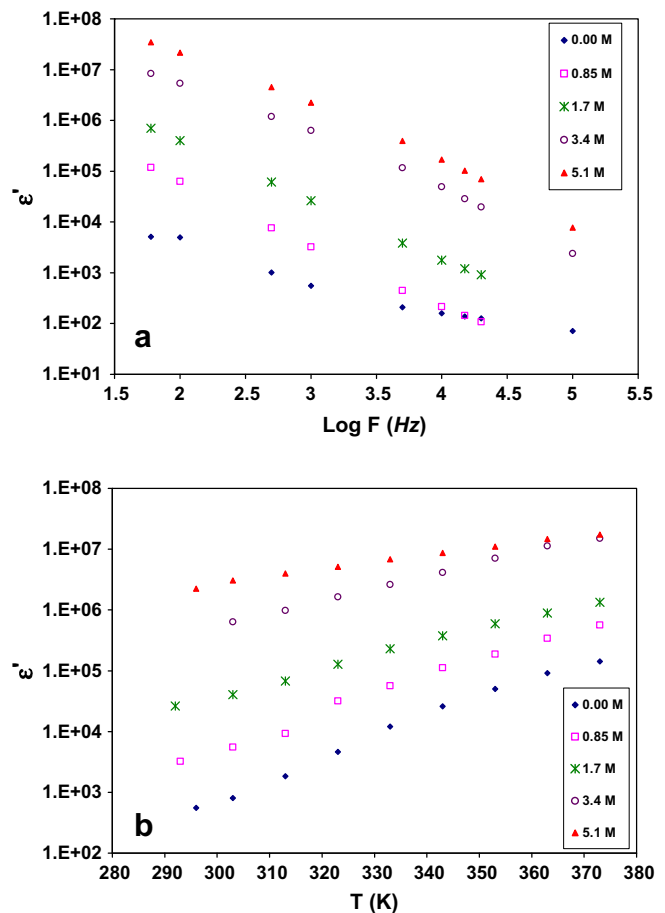 1.E+08
1.E+07
1.E+06
1.E+05
1.E+04
1.E+03
1.E+02
1.E+01
ε'
0.00 M
0.85 M
1.7 M
3.4 M
5.1 M
a
1.5 2 2.5 3 3.5 4 4.5 5 5.5
Log F (Hz)
1.E+08
1.E+07
1.E+06
1.E+05
1.E+04
1.E+03
1.E+02
ε'
0.00 M
0.85 M
1.7 M
3.4 M
5.1 M
b
280 290 300 310 320 330 340 350 360 370 380
T (K)